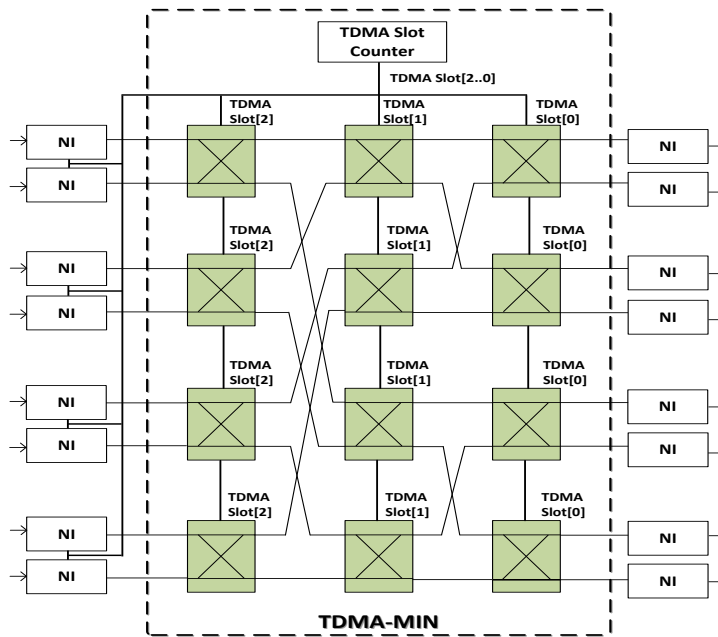 TDMA Slot
Counter
TDMA Slot[2..0]
TDMA
Slot[2]
TDMA
Slot[1]
TDMA
Slot[0]
NI
NI
NI
NI
TDMA
Slot[2]
TDMA
Slot[1]
TDMA
Slot[0]
NI
NI
NI
NI
TDMA
Slot[2]
TDMA
Slot[1]
TDMA
Slot[0]
NI
NI
NI
NI
TDMA
Slot[2]
TDMA
Slot[1]
TDMA
Slot[0]
NI
NI
NI
NI
TDMA-MIN